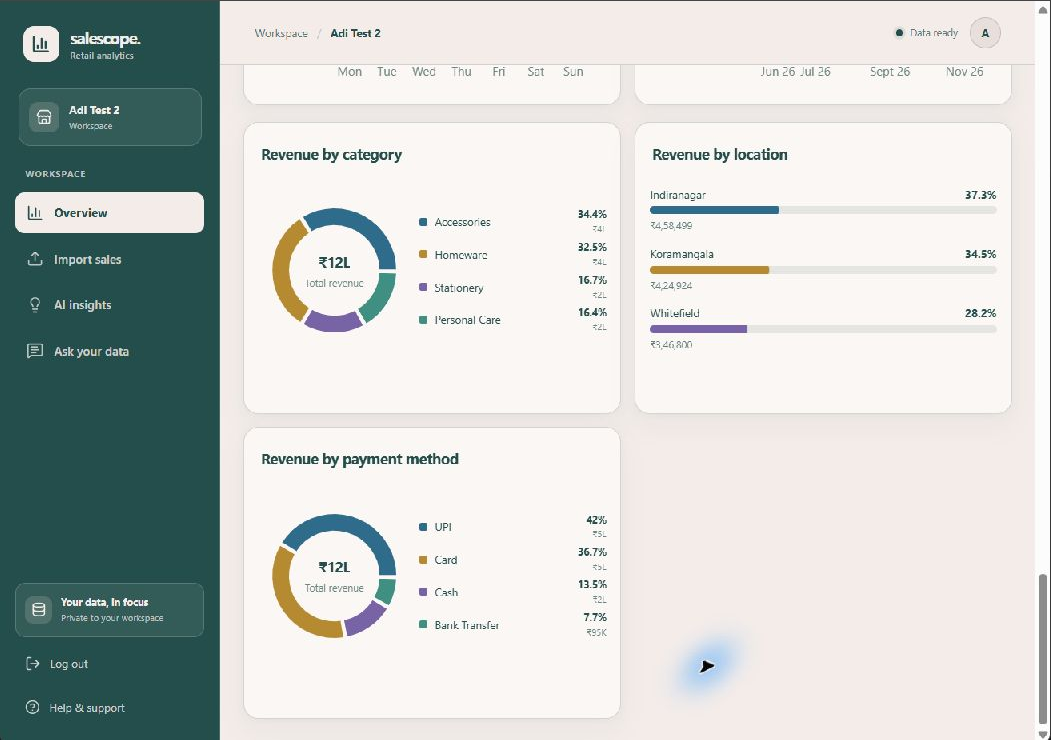 salescope.
Retail analytics
Adi Test 2
Workspace
WORKSPACE
Overview
Import sales
AI insights
Ask your data
Your data, in focus
Private to your workspace
Log out
Help & support
Workspace / Adi Test 2
Data ready
A
Mon Tue Wed Thu Fri Sat Sun
Jun 26 Jul 26 Sept 26 Nov 26
Revenue by category
₹12L
Total revenue
Accessories 34.4%
₹4L
Homeware 32.5%
₹4L
Stationery 16.7%
₹2L
Personal Care 16.4%
₹2L
Revenue by location
Indiranagar 37.3%
₹4,58,499
Koramangala 34.5%
₹4,24,924
Whitefield 28.2%
₹3,46,800
Revenue by payment method
₹12L
Total revenue
UPI 42%
₹5L
Card 36.7%
₹5L
Cash 13.5%
₹2L
Bank Transfer 7.7%
₹95K